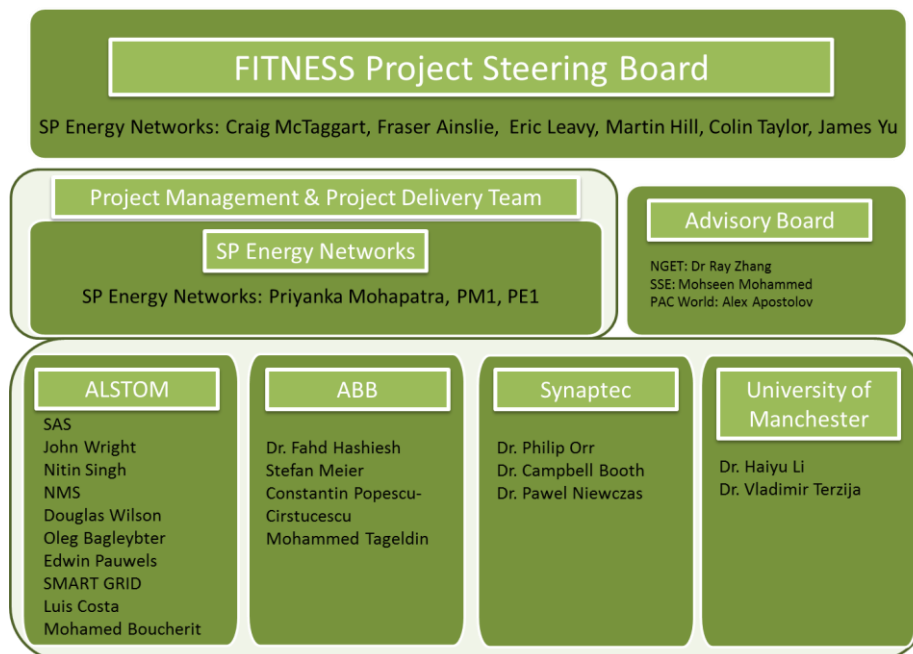 FITNESS Project Steering Board
SP Energy Networks: Craig McTaggart, Fraser Ainslie, Eric Leavy, Martin Hill, Colin Taylor, James Yu
Project Management & Project Delivery Team
SP Energy Networks
SP Energy Networks: Priyanka Mohapatra, PM1, PE1
Advisory Board
NGET: Dr Ray Zhang
SSE: Mohseen Mohammed
PAC World: Alex Apostolov
ALSTOM
SAS
John Wright
Nitin Singh
NMS
Douglas Wilson
Oleg Bagleybter
Edwin Pauwels
SMART GRID
Luis Costa
Mohamed Boucherit
ABB
Dr. Fahd Hashiesh
Stefan Meier
Constantin Popescu-
Cirstucescu
Mohammed Tageldin
Synaptec
Dr. Philip Orr
Dr. Campbell Booth
Dr. Pawel Niewczas
University of
Manchester
Dr. Haiyu Li
Dr. Vladimir Terzija